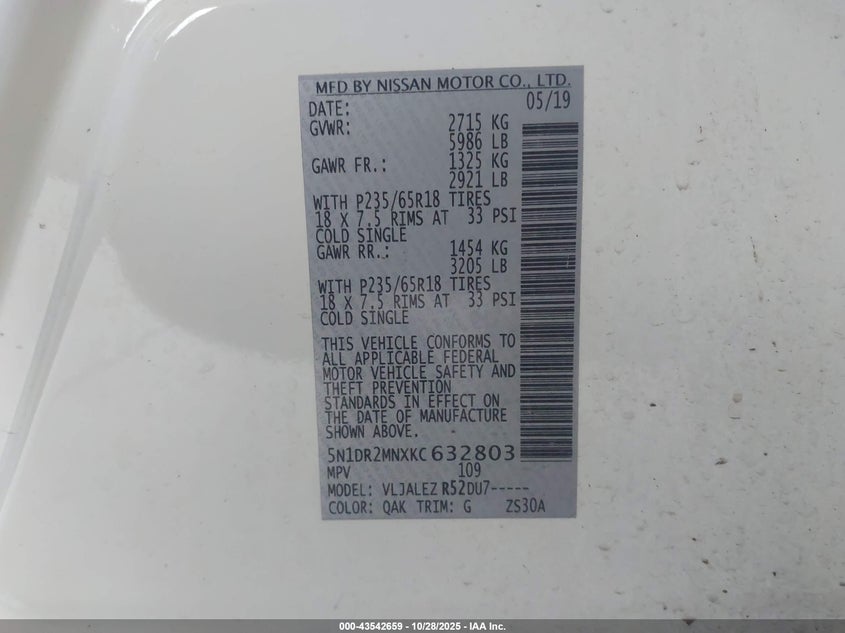 MFD BY NISSAN MOTOR CO., LTD.
DATE: 05/19
GVWR: 2715 KG
5986 LB
GAWR FR.: 1325 KG
2921 LB
WITH P235/65R18 TIRES
18 X 7.5 RIMS AT 33 PSI
COLD SINGLE
GAWR RR.: 1454 KG
3205 LB
WITH P235/65R18 TIRES
18 X 7.5 RIMS AT 33 PSI
COLD SINGLE
THIS VEHICLE CONFORMS TO
ALL APPLICABLE FEDERAL
MOTOR VEHICLE SAFETY AND
THEFT PREVENTION
STANDARDS IN EFFECT ON
THE DATE OF MANUFACTURE
SHOWN ABOVE.
5N1DR2MNXKC632803
MPV 109
MODEL: VLJALEZ R52DU7-----
COLOR: QAK TRIM: G ZS30A
000-43542659 - 10/28/2025 - IAA Inc.